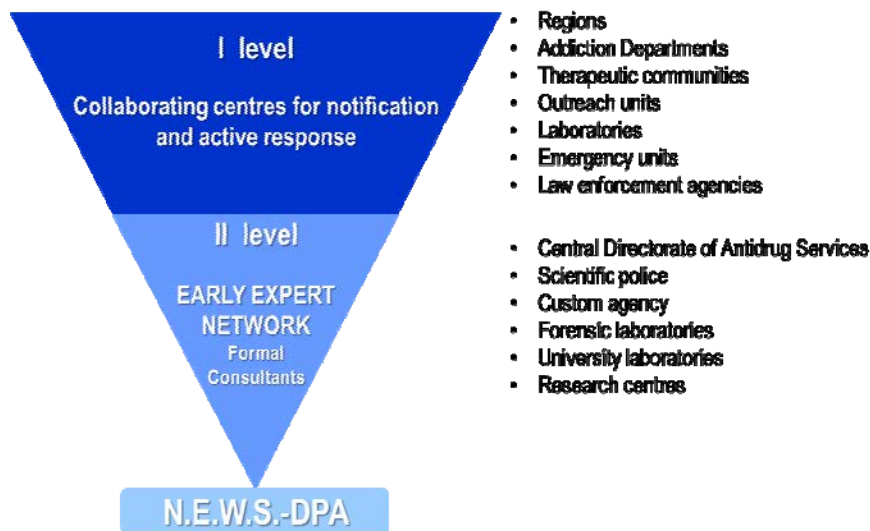 I level
Collaborating centres for notification
and active response
• Regions
• Addiction Departments
• Therapeutic communities
• Outreach units
• Laboratories
• Emergency units
• Law enforcement agencies
II level
EARLY EXPERT
NETWORK
Formal
Consultants
• Central Directorate of Antidrug Services
• Scientific police
• Custom agency
• Forensic laboratories
• University laboratories
• Research centres
N.E.W.S.-DPA